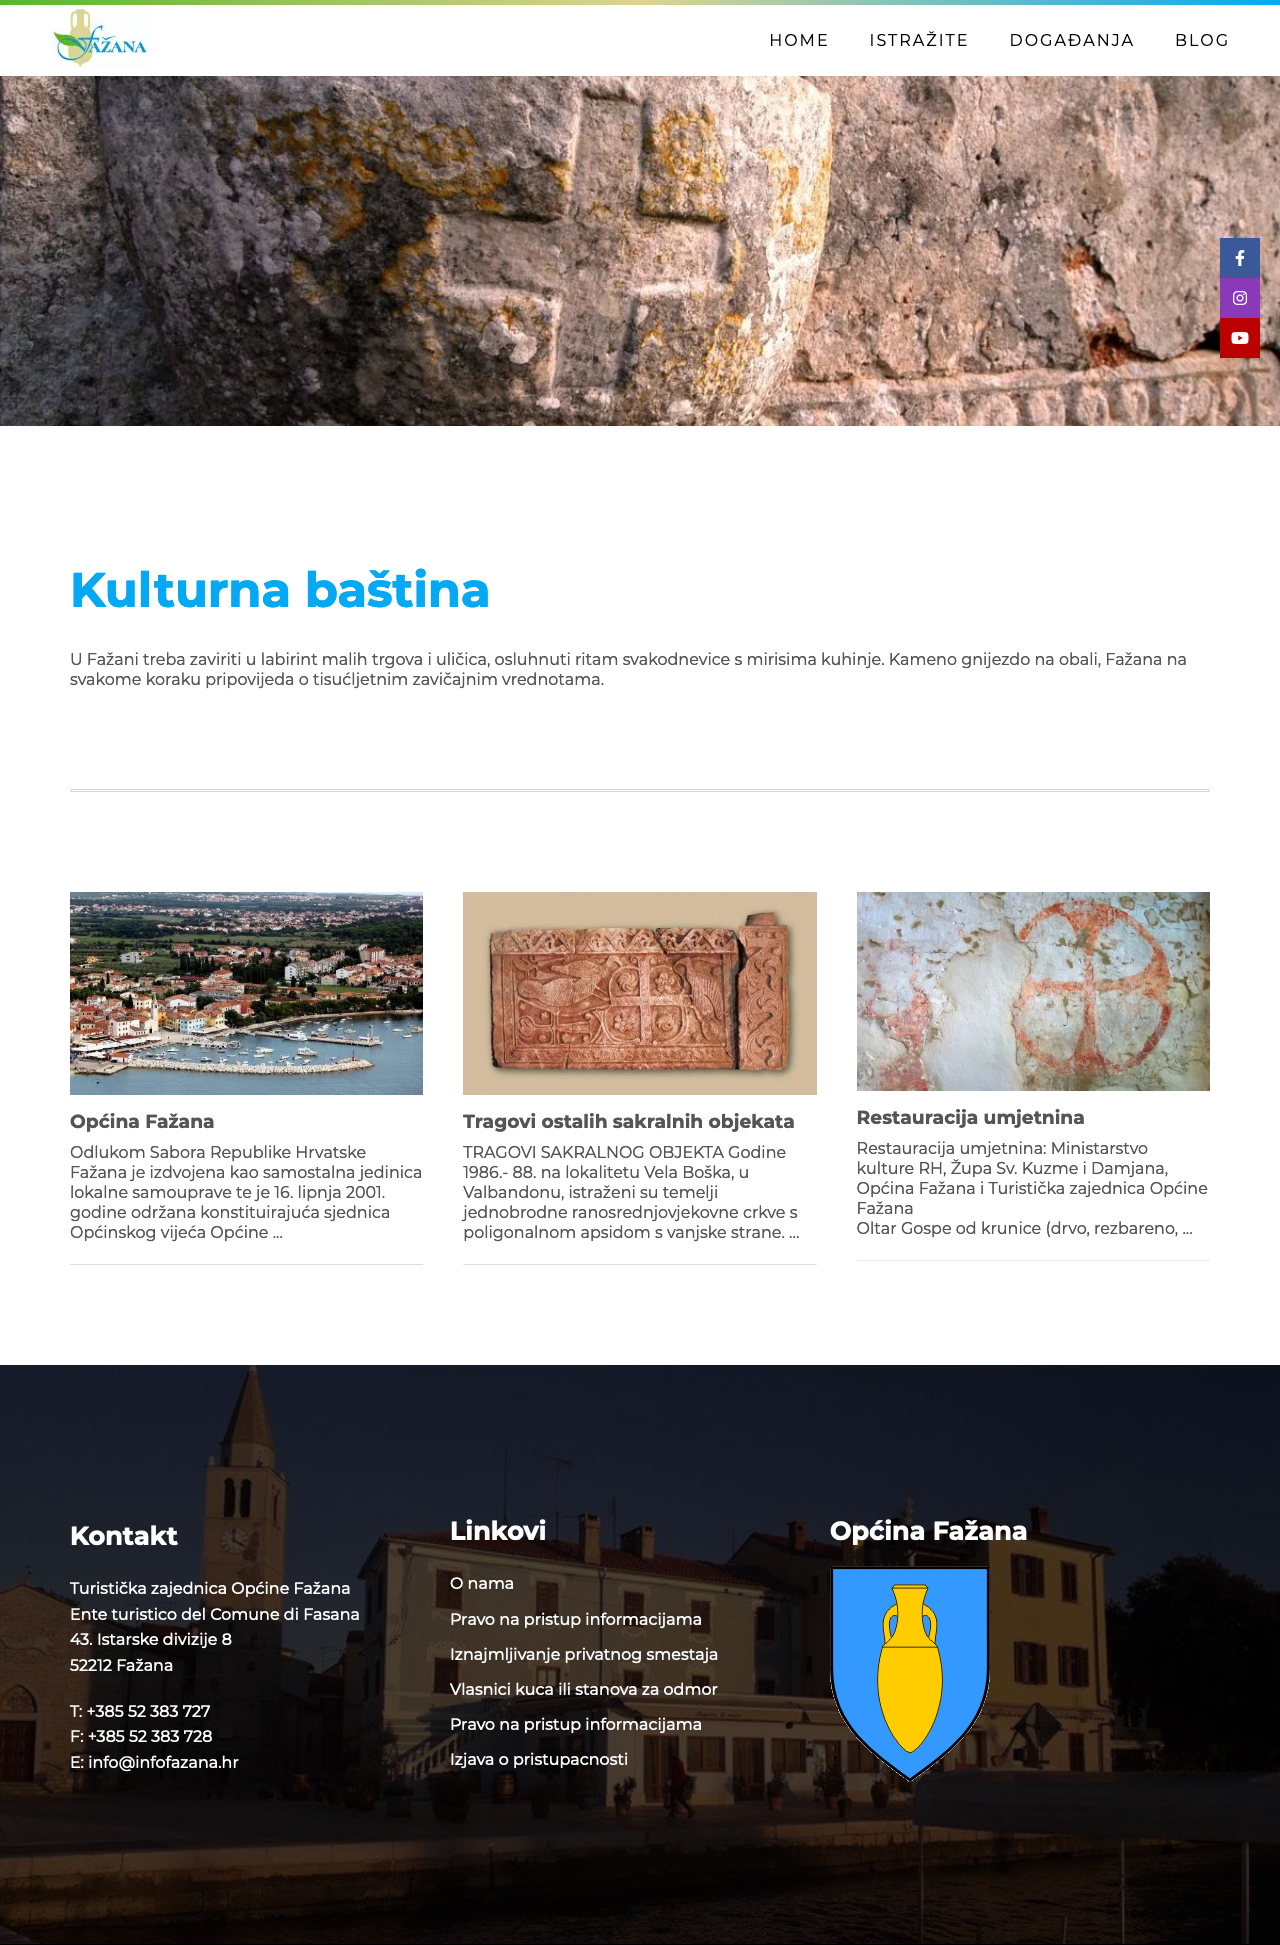 FAŽANA
HOME
ISTRAŽITE
DOGAĐANJA
BLOG
Kulturna baština
U Fažani treba zaviriti u labirint malih trgova i uličica, osluhnuti ritam svakodnevice s mirisima kuhinje. Kameno gnijezdo na obali, Fažana na
svakome koraku pripovijeda o tisućljetnim zavičajnim vrednotama.
Općina Fažana
Odlukom Sabora Republike Hrvatske
Fažana je izdvojena kao samostalna jedinica
lokalne samouprave te je 16. lipnja 2001.
godine održana konstituirajuća sjednica
Općinskog vijeća Općine ...
Tragovi ostalih sakralnih objekata
TRAGOVI SAKRALNOG OBJEKTA Godine
1986.- 88. na lokalitetu Vela Boška, u
Valbandonu, istraženi su temelji
jednobrodne ranosrednjovjekovne crkve s
poligonalnom apsidom s vanjske strane. ...
Restauracija umjetnina
Restauracija umjetnina: Ministarstvo
kulture RH, Župa Sv. Kuzme i Damjana,
Općina Fažana i Turistička zajednica Općine
Fažana
Oltar Gospe od krunice (drvo, rezbareno, ...
Kontakt
Turistička zajednica Općine Fažana
Ente turistico del Comune di Fasana
43. Istarske divizije 8
52212 Fažana
T: +385 52 383 727
F: +385 52 383 728
E: info@infofazana.hr
Linkovi
O nama
Pravo na pristup informacijama
Iznajmljivanje privatnog smestaja
Vlasnici kuca ili stanova za odmor
Pravo na pristup informacijama
Izjava o pristupacnosti
Općina Fažana